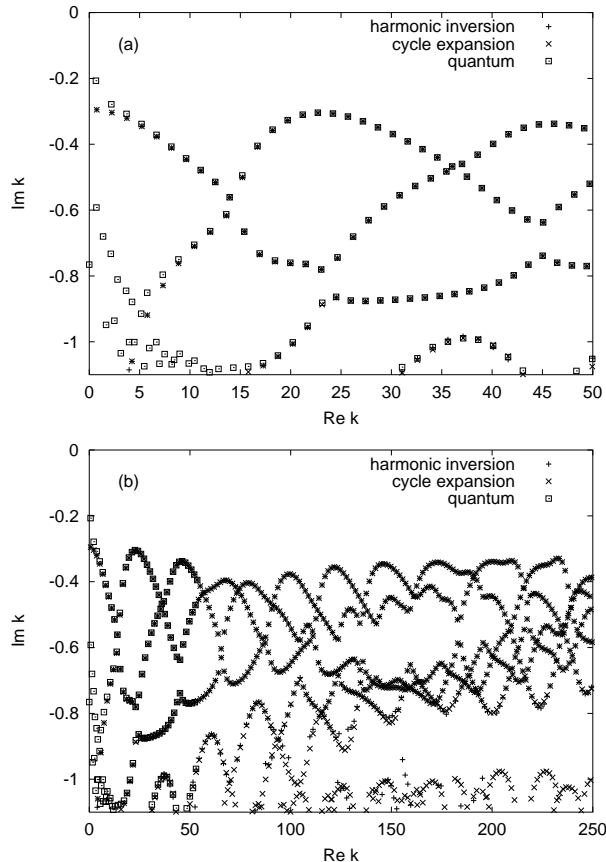 (a)
harmonic inversion
cycle expansion
quantum
0
-0.2
-0.4
-0.6
-0.8
-1
Im k
0 5 10 15 20 25 30 35 40 45 50
Re k
(b)
harmonic inversion
cycle expansion
quantum
0
-0.2
-0.4
-0.6
-0.8
-1
Im k
0 50 100 150 200 250
Re k